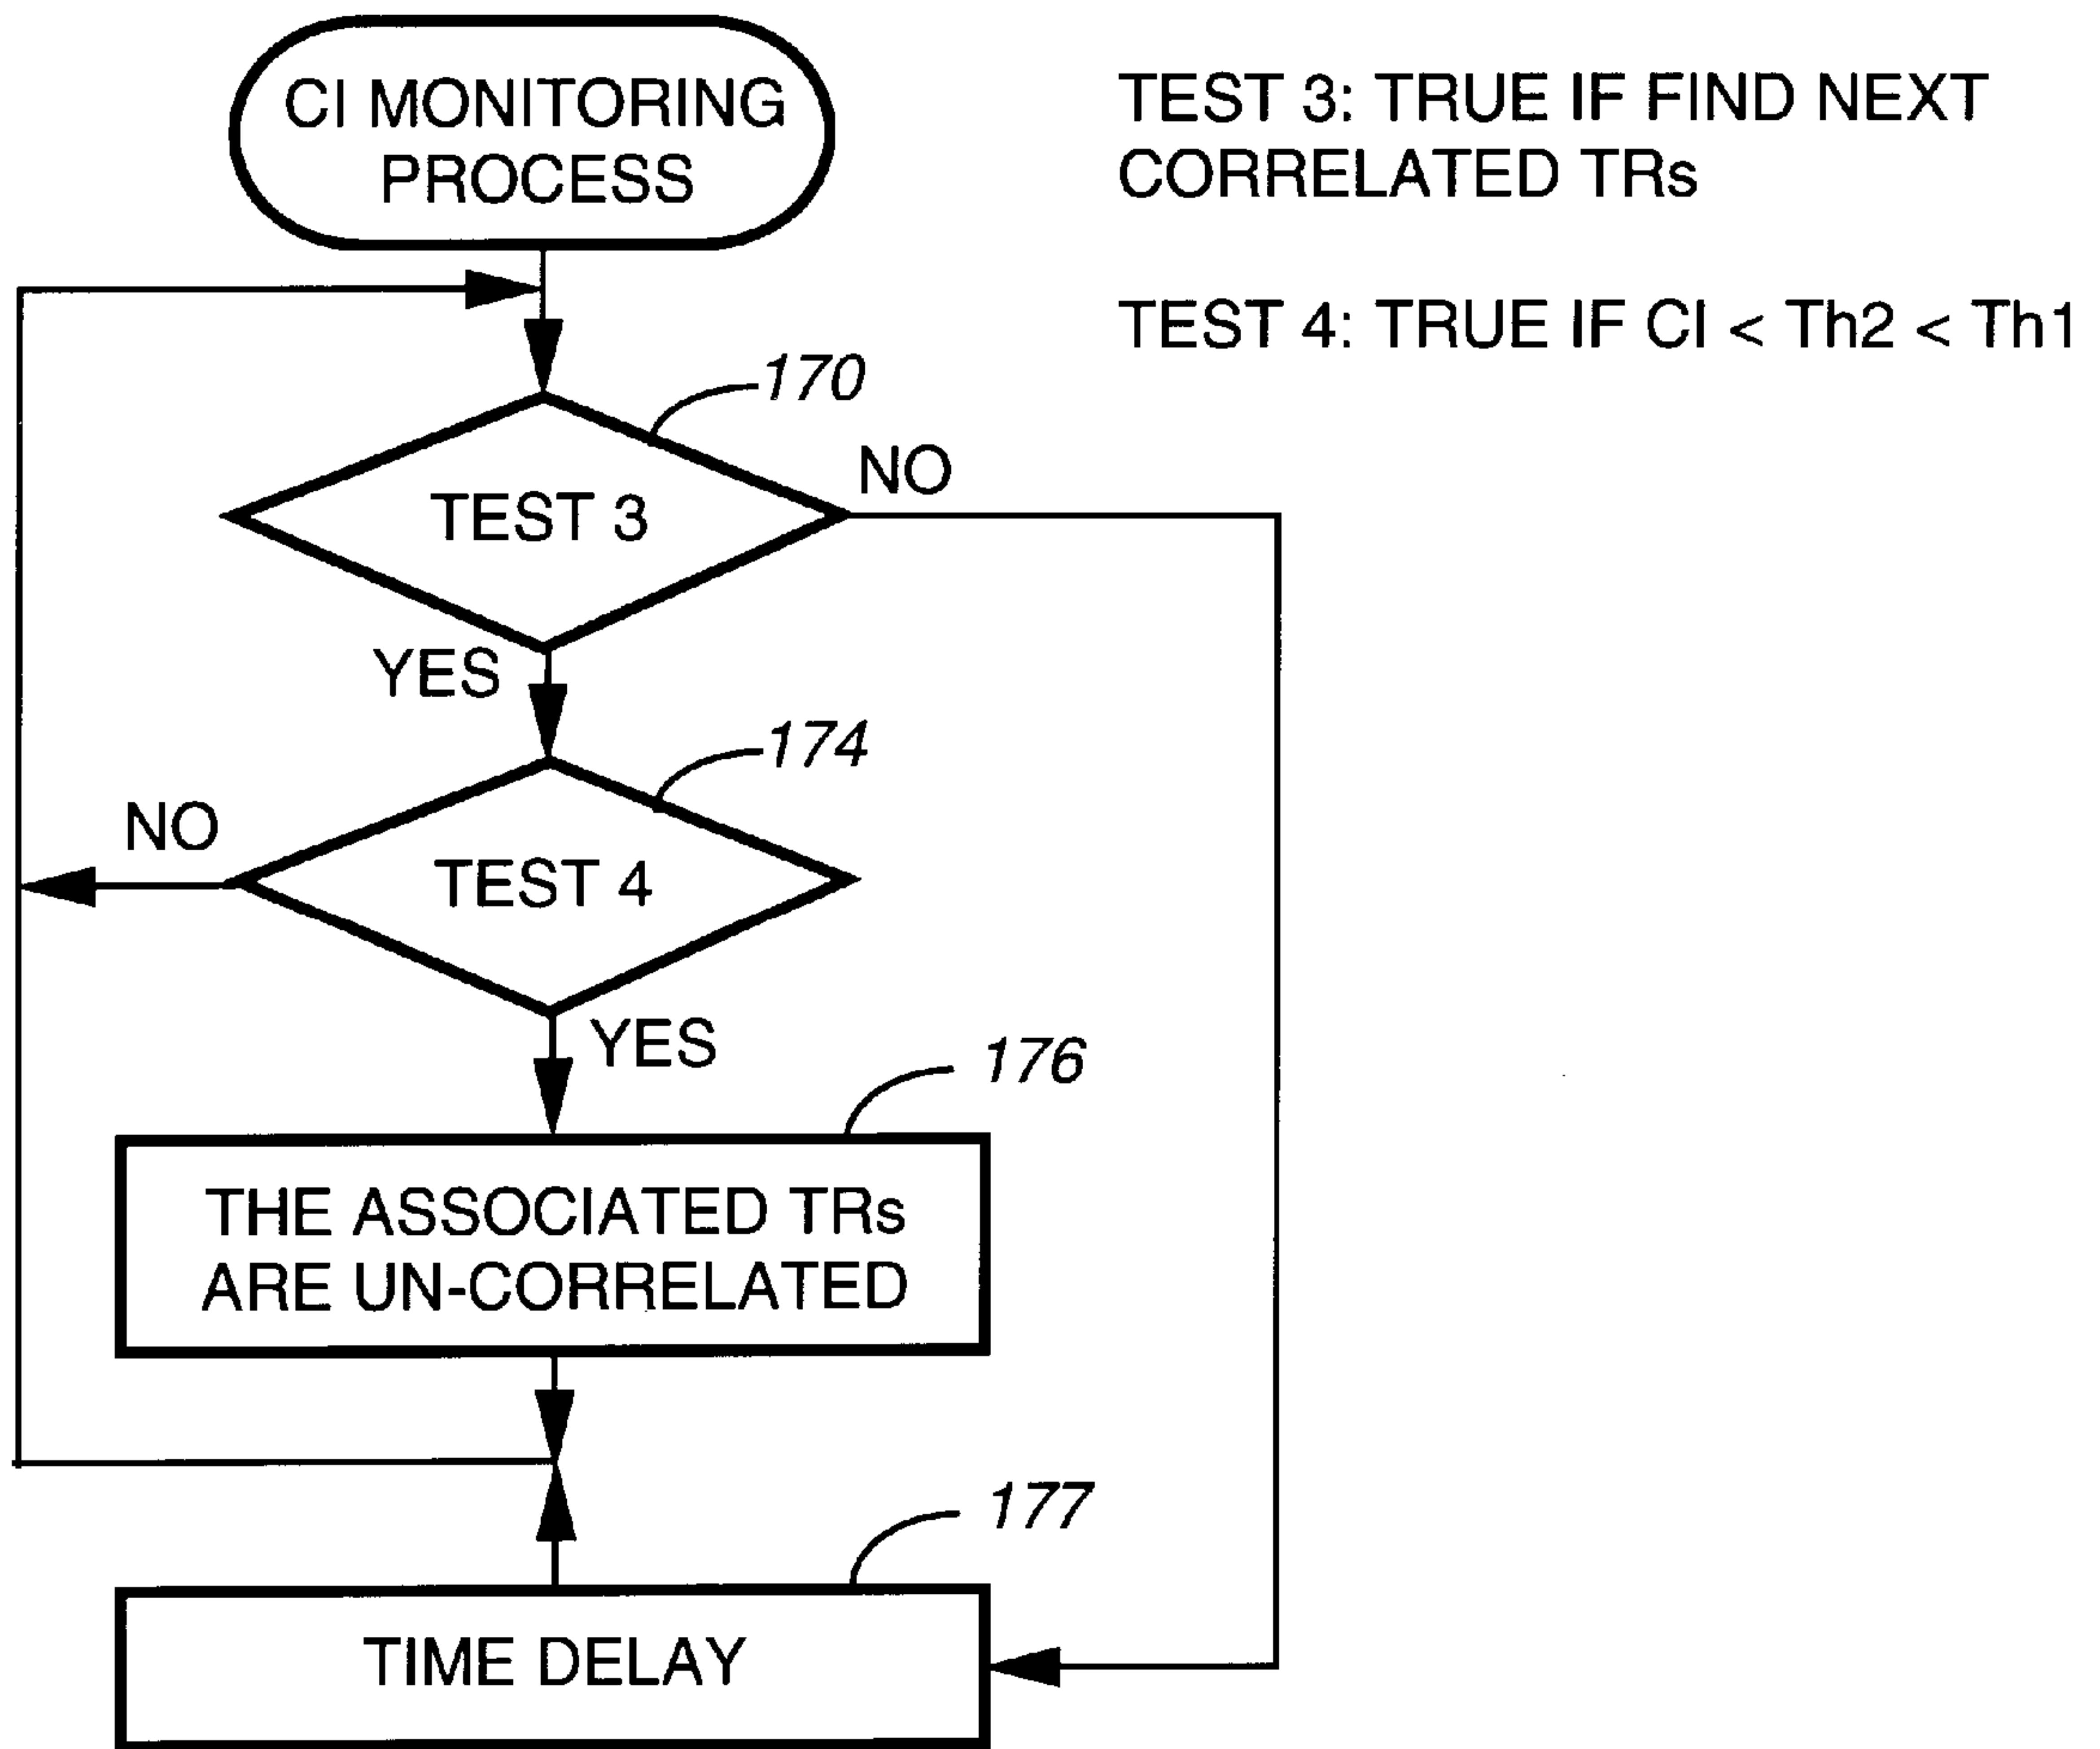 CI MONITORING
PROCESS
TEST 3: TRUE IF FIND NEXT
CORRELATED TRs
TEST 4: TRUE IF CI < Th2 < Th1
170
TEST 3
NO
YES
174
NO
TEST 4
YES
176
THE ASSOCIATED TRs
ARE UN-CORRELATED
177
TIME DELAY